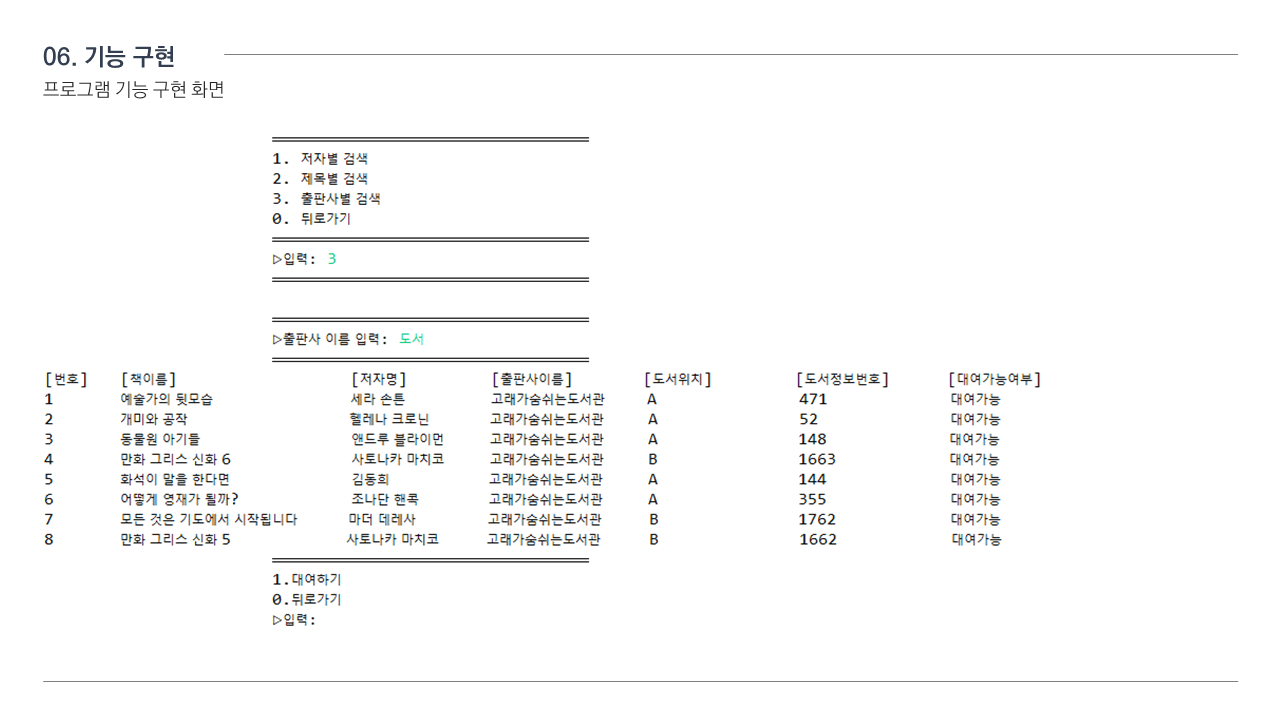 06. 기능 구현
프로그램 기능 구현 화면
1. 저자별 검색
2. 제목별 검색
3. 출판사별 검색
0. 뒤로가기
▷입력: 3
▷출판사 이름 입력: 도서
[번호] [책이름] [저자명] [출판사이름] [도서위치] [도서정보번호] [대여가능여부]
1 예술가의 뒷모습 세라 손튼 고래가숨쉬는도서관 A 471 대여가능
2 개미와 공작 헬레나 크로닌 고래가숨쉬는도서관 A 52 대여가능
3 동물원 아기들 앤드루 블라이먼 고래가숨쉬는도서관 A 148 대여가능
4 만화 그리스 신화 6 사토나카 마치코 고래가숨쉬는도서관 B 1663 대여가능
5 화석이 말을 한다면 김동희 고래가숨쉬는도서관 A 144 대여가능
6 어떻게 영재가 될까? 조나단 핸콕 고래가숨쉬는도서관 A 355 대여가능
7 모든 것은 기도에서 시작됩니다 마더 데레사 고래가숨쉬는도서관 B 1762 대여가능
8 만화 그리스 신화 5 사토나카 마치코 고래가숨쉬는도서관 B 1662 대여가능
1.대여하기
0.뒤로가기
▷입력: